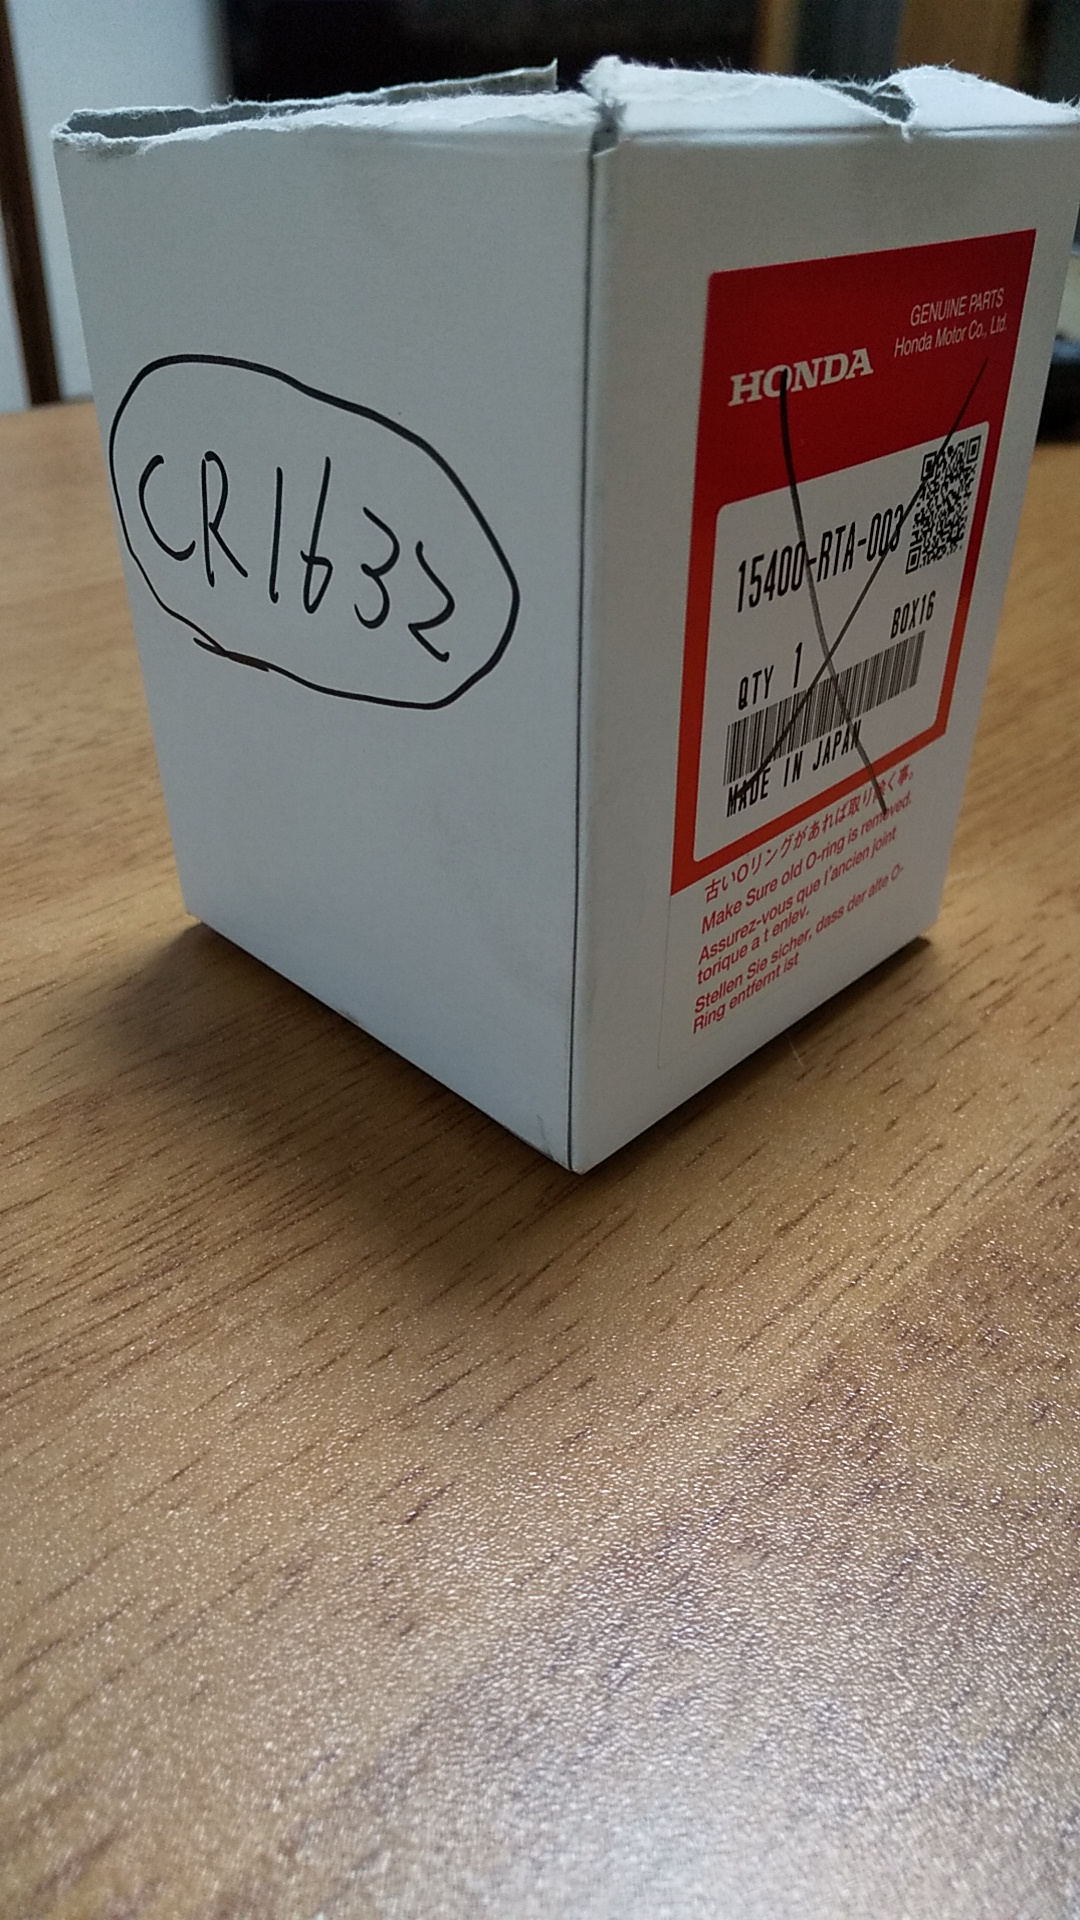 CR1632
GENUINE PARTS
Honda Motor Co., Ltd.
HONDA
15400-RTA-003
BOX16
QTY 1
MADE IN JAPAN
古いOリングがあれば取り除く事。
Make Sure old O-ring is removed.
Assurez-vous que l'ancien joint
torique a t enlev.
Stellen Sie sicher, dass der alte O-
Ring entfernt ist